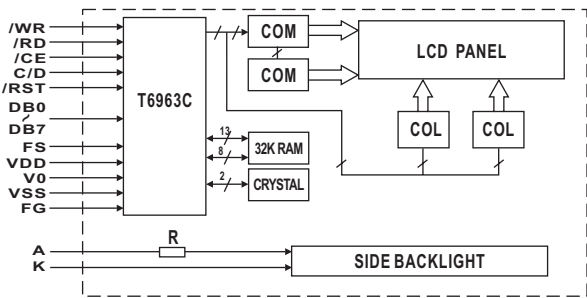 /WR
/RD
/CE
C/D
/RST
DB0
~
DB7
FS
VDD
V0
VSS
FG
A
K
T6963C
COM
COM
LCD PANEL
COL
COL
13
8
32K RAM
2
CRYSTAL
R
SIDE BACKLIGHT